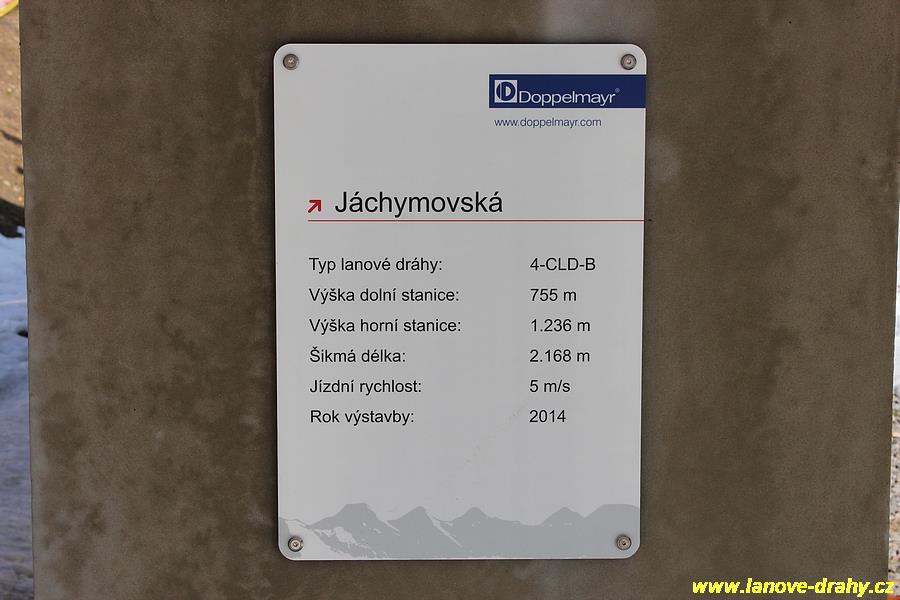 Doppelmayr®
www.doppelmayr.com
Jáchymovská
Typ lanové dráhy: 4-CLD-B
Výška dolní stanice: 755 m
Výška horní stanice: 1.236 m
Šikmá délka: 2.168 m
Jízdní rychlost: 5 m/s
Rok výstavby: 2014
www.lanove-drahy.cz